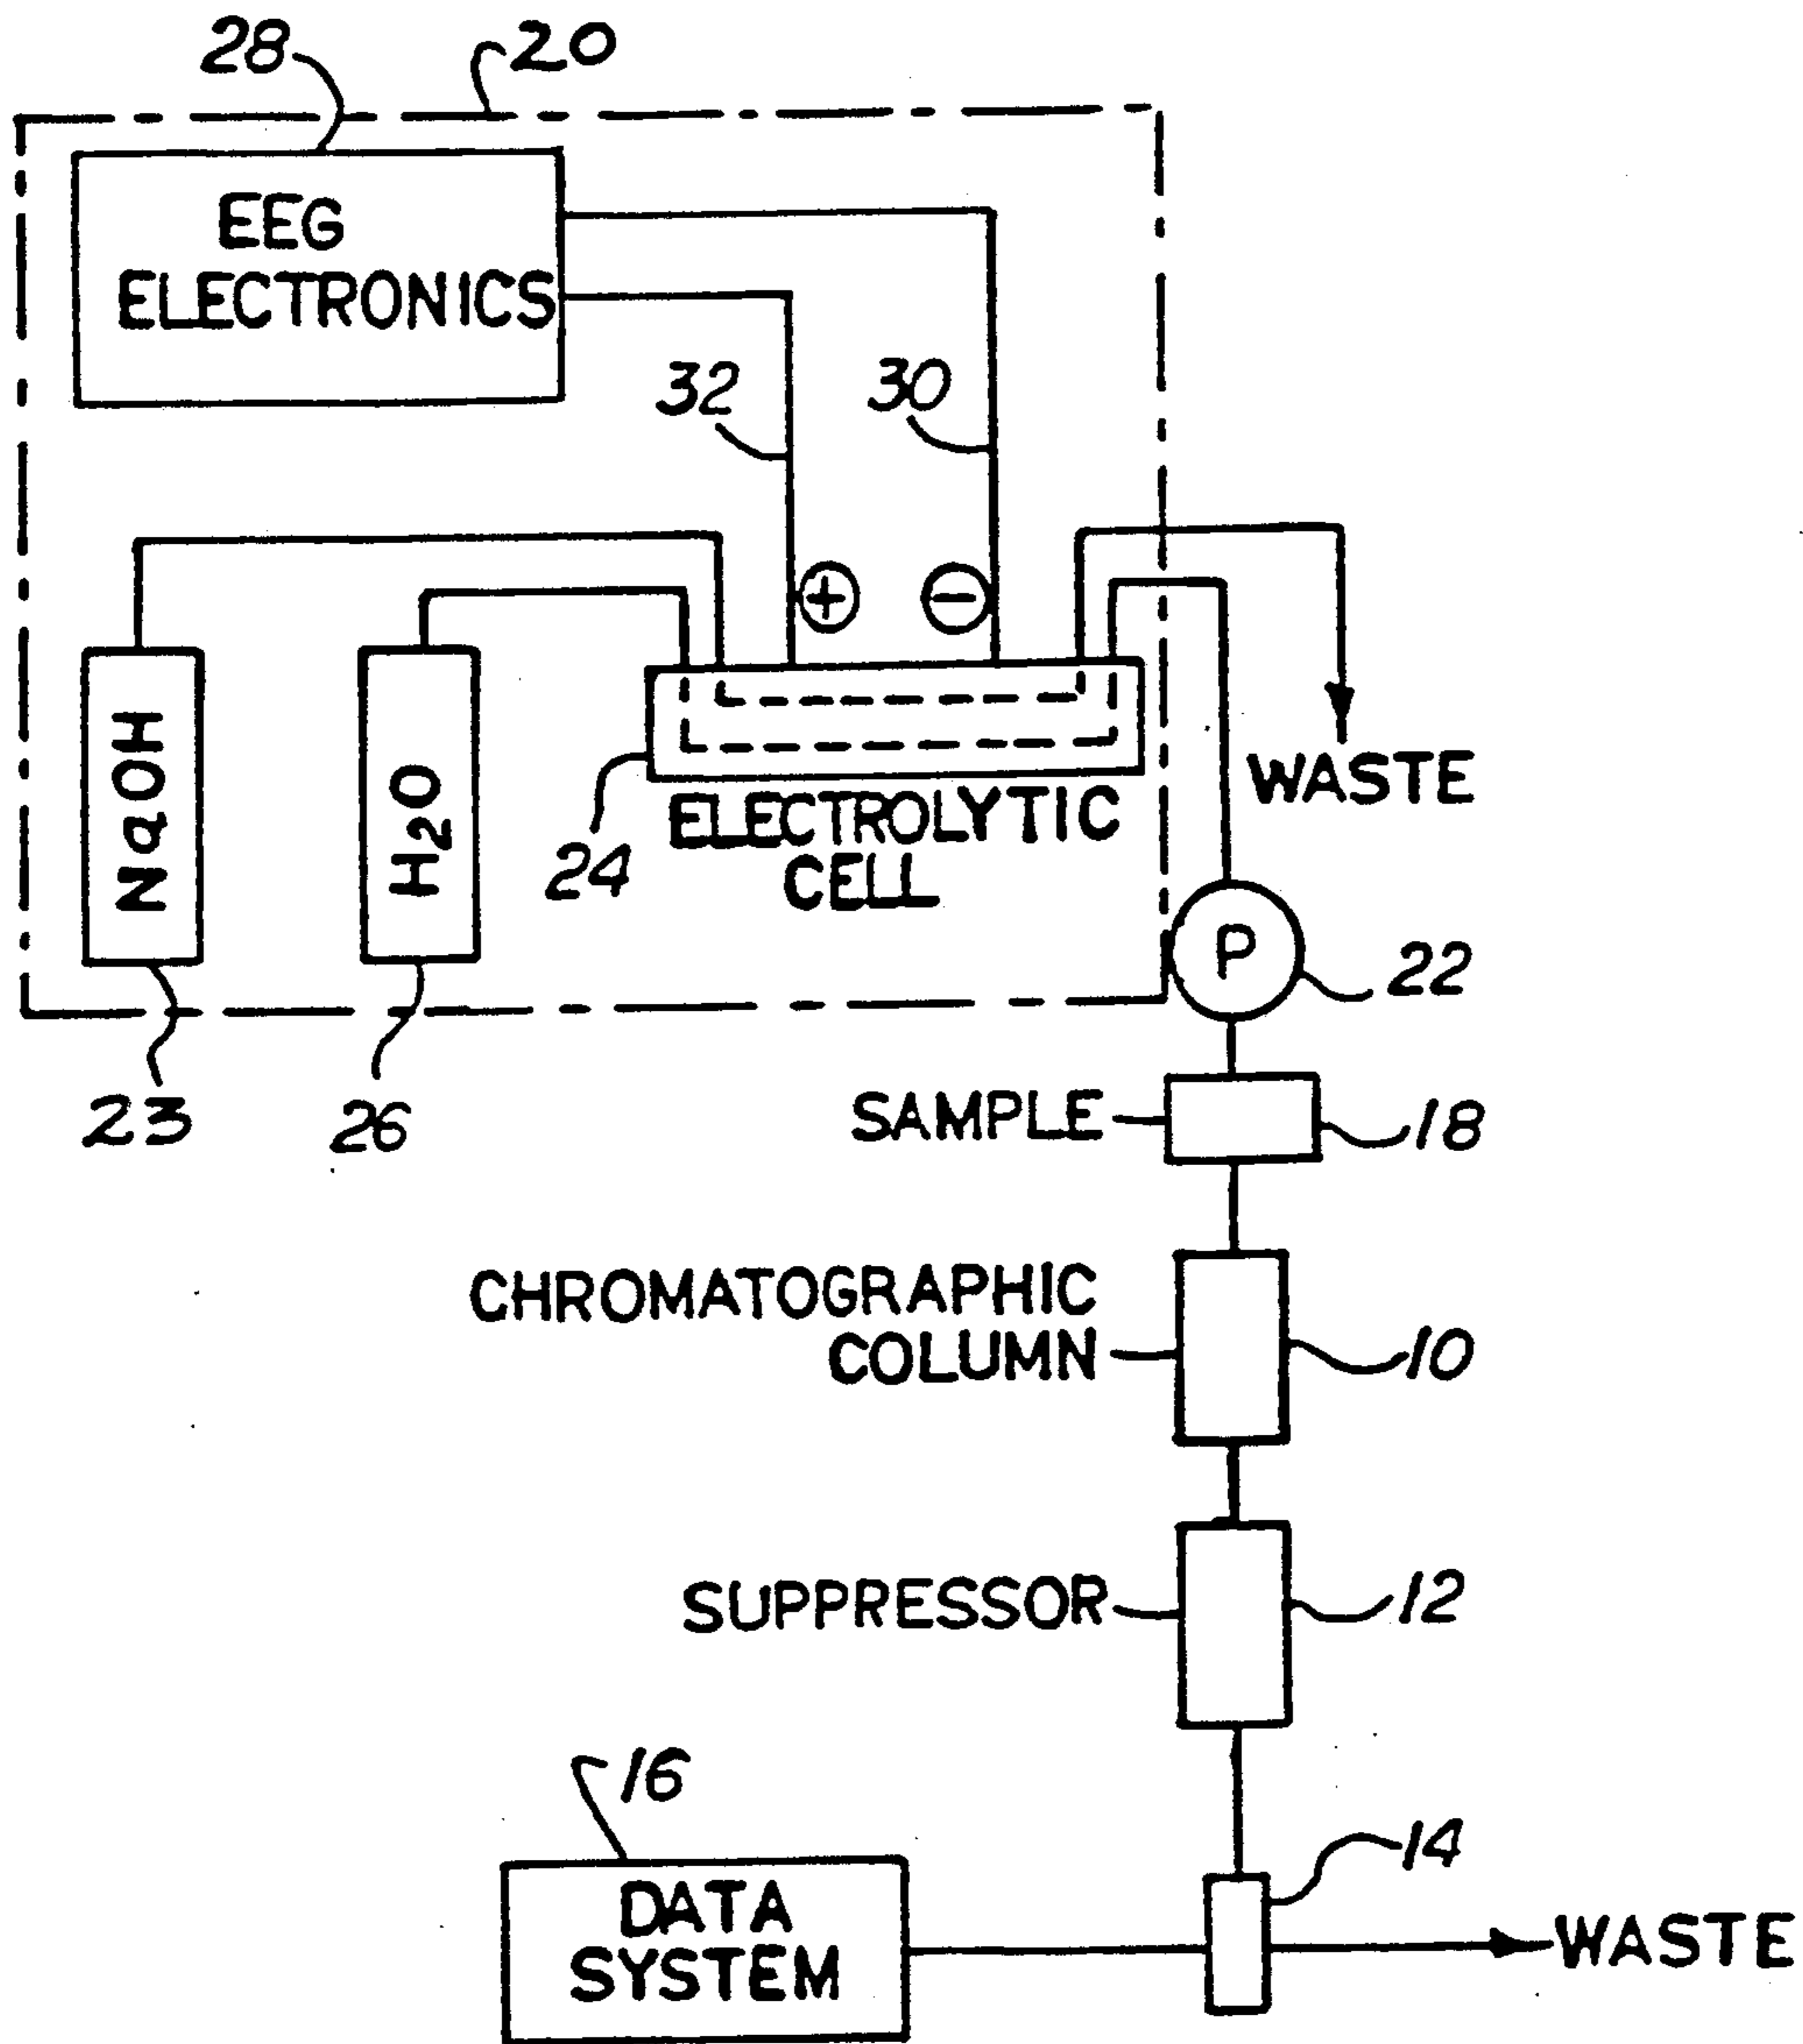 28
20
EEG
ELECTRONICS
32
30
+
−
NaOH
H₂O
24
ELECTROLYTIC
CELL
WASTE
P
22
23
26
SAMPLE
18
CHROMATOGRAPHIC
COLUMN
10
SUPPRESSOR
12
16
14
DATA
SYSTEM
WASTE